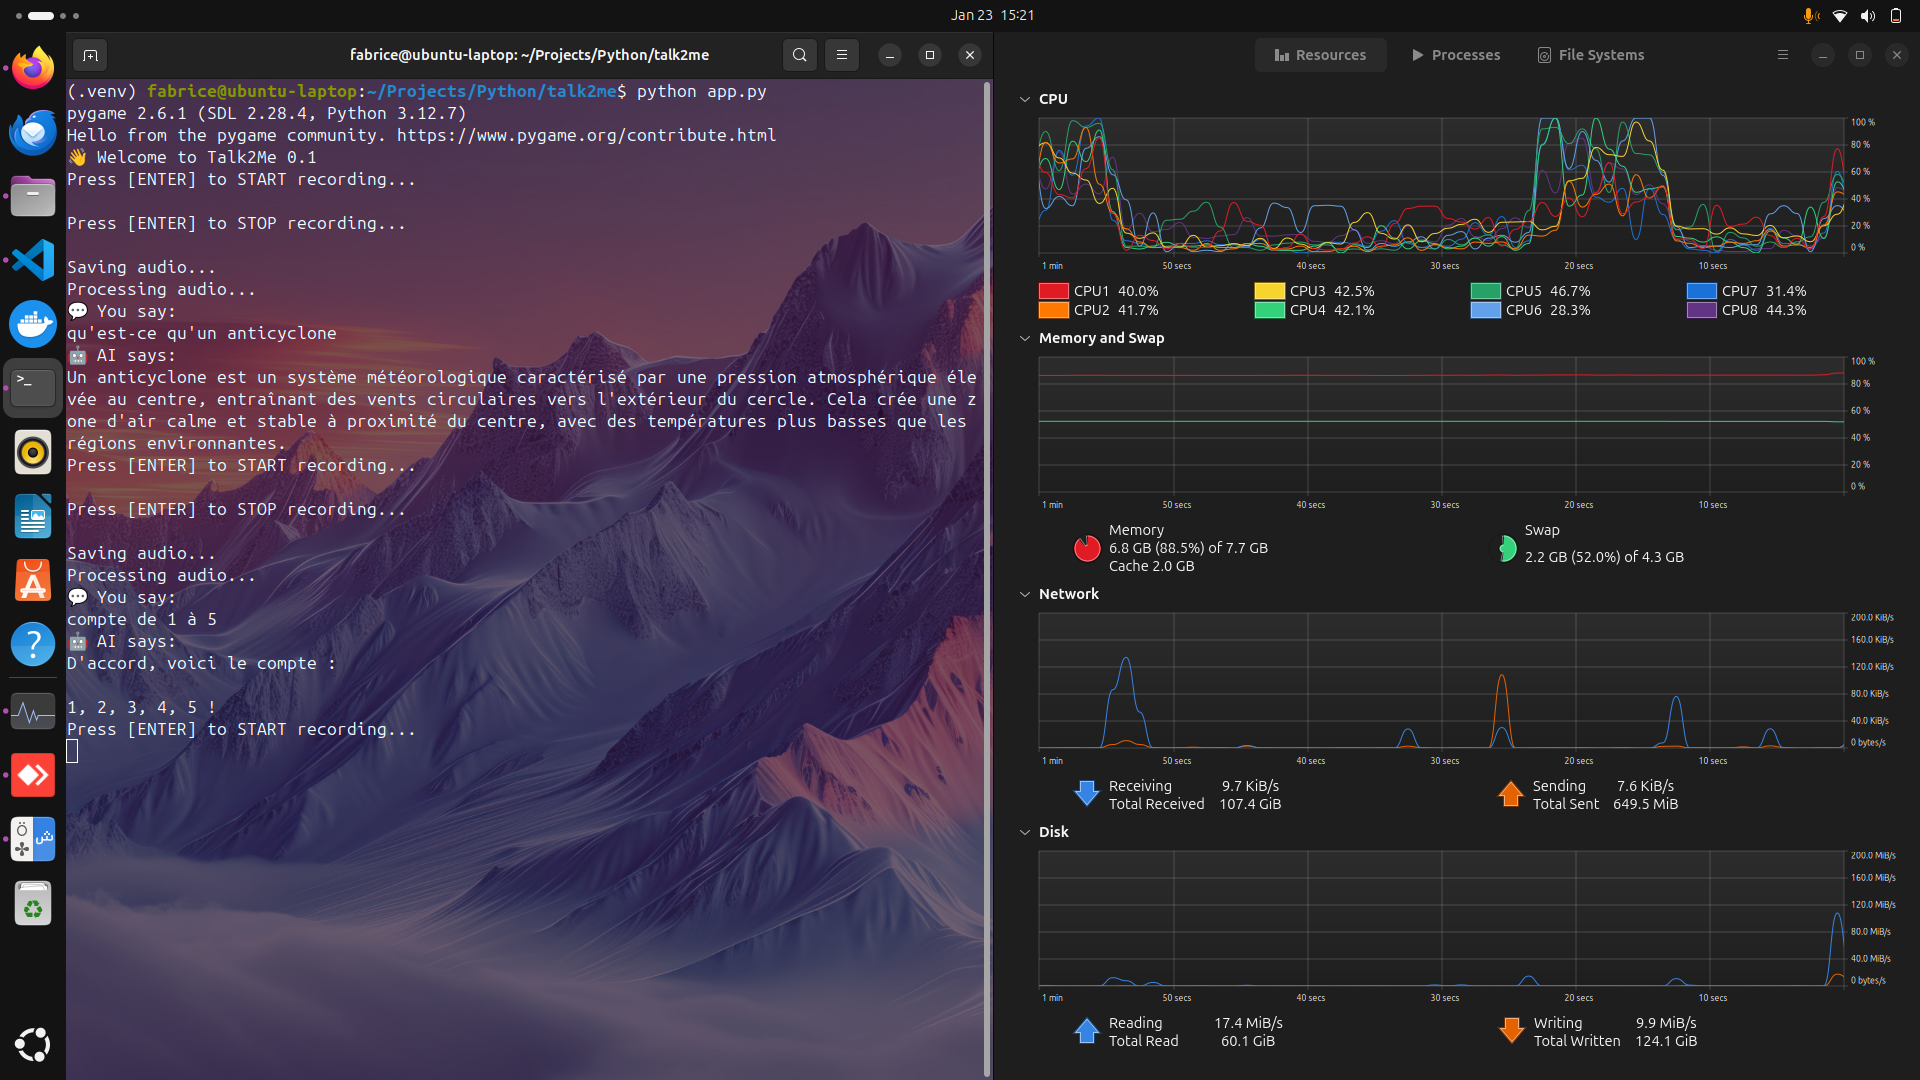 Jan 23 15:21
fabrice@ubuntu-laptop: ~/Projects/Python/talk2me
(.venv) fabrice@ubuntu-laptop:~/Projects/Python/talk2me$ python app.py
pygame 2.6.1 (SDL 2.28.4, Python 3.12.7)
Hello from the pygame community. https://www.pygame.org/contribute.html
👋 Welcome to Talk2Me 0.1
Press [ENTER] to START recording...
Press [ENTER] to STOP recording...
Saving audio...
Processing audio...
💬 You say:
qu'est-ce qu'un anticyclone
🤖 AI says:
Un anticyclone est un système météorologique caractérisé par une pression atmosphérique éle
vée au centre, entraînant des vents circulaires vers l'extérieur du cercle. Cela crée une z
one d'air calme et stable à proximité du centre, avec des températures plus basses que les
régions environnantes.
Press [ENTER] to START recording...
Press [ENTER] to STOP recording...
Saving audio...
Processing audio...
💬 You say:
compte de 1 à 5
🤖 AI says:
D'accord, voici le compte :
1, 2, 3, 4, 5 !
Press [ENTER] to START recording...
Resources Processes File Systems
CPU
100 %
80 %
60 %
40 %
20 %
0 %
1 min 50 secs 40 secs 30 secs 20 secs 10 secs
CPU1 40.0% CPU3 42.5% CPU5 46.7% CPU7 31.4%
CPU2 41.7% CPU4 42.1% CPU6 28.3% CPU8 44.3%
Memory and Swap
100 %
80 %
60 %
40 %
20 %
0 %
1 min 50 secs 40 secs 30 secs 20 secs 10 secs
Memory
6.8 GB (88.5%) of 7.7 GB
Cache 2.0 GB
Swap
2.2 GB (52.0%) of 4.3 GB
Network
200.0 KiB/s
160.0 KiB/s
120.0 KiB/s
80.0 KiB/s
40.0 KiB/s
0 bytes/s
1 min 50 secs 40 secs 30 secs 20 secs 10 secs
Receiving 9.7 KiB/s Sending 7.6 KiB/s
Total Received 107.4 GiB Total Sent 649.5 MiB
Disk
200.0 MiB/s
160.0 MiB/s
120.0 MiB/s
80.0 MiB/s
40.0 MiB/s
0 bytes/s
1 min 50 secs 40 secs 30 secs 20 secs 10 secs
Reading 17.4 MiB/s Writing 9.9 MiB/s
Total Read 60.1 GiB Total Written 124.1 GiB